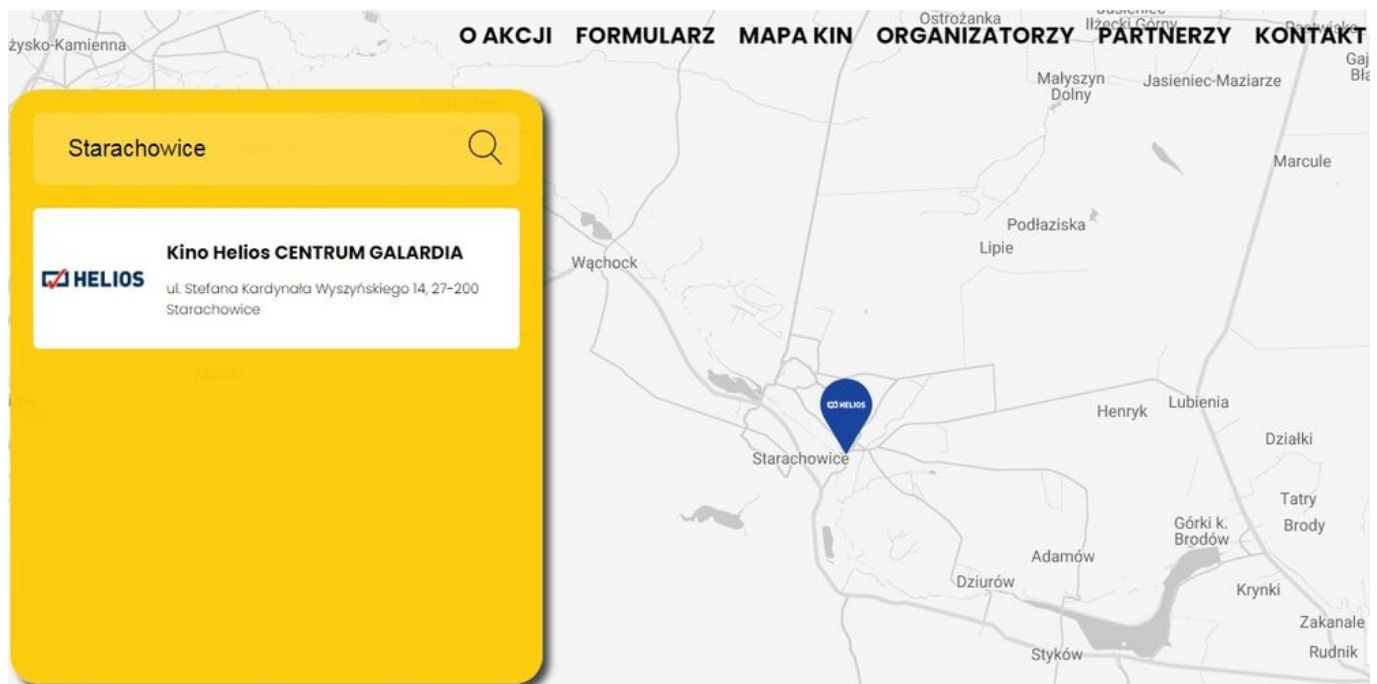 O AKCJI FORMULARZ MAPA KIN ORGANIZATORZY PARTNERZY KONTAKT
Ostrożanka
Iłżecki Górny
żysko-Kamienna
Małyszyn
Dolny
Jasieniec-Maziarze
Starachowice
Marcule
HELIOS
Kino Helios CENTRUM GALARDIA
ul. Stefana Kardynała Wyszyńskiego 14, 27-200
Starachowice
Podłaziska
Lipie
Wąchock
HELIOS
Henryk
Lubienia
Działki
Starachowice
Tatry
Górki k.
Brodów
Brody
Adamów
Dziurów
Krynki
Zakanale
Styków
Rudnik